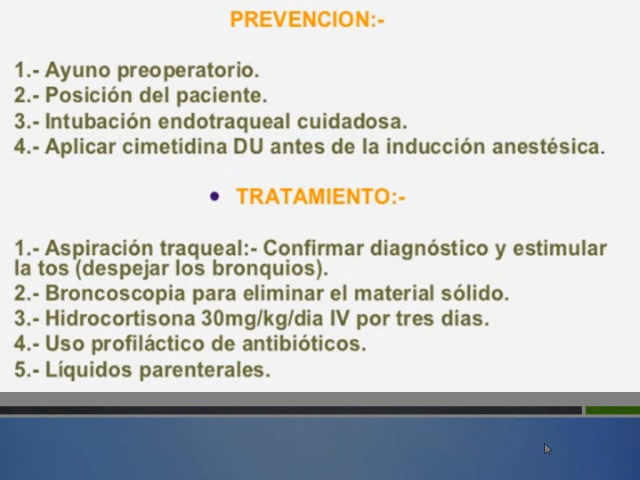 PREVENCION:-
1.- Ayuno preoperatorio.
2.- Posición del paciente.
3.- Intubación endotraqueal cuidadosa.
4.- Aplicar cimetidina DU antes de la inducción anestésica.
• TRATAMIENTO:-
1.- Aspiración traqueal:- Confirmar diagnóstico y estimular
la tos (despejar los bronquios).
2.- Broncoscopia para eliminar el material sólido.
3.- Hidrocortisona 30mg/kg/dia IV por tres dias.
4.- Uso profiláctico de antibióticos.
5.- Líquidos parenterales.